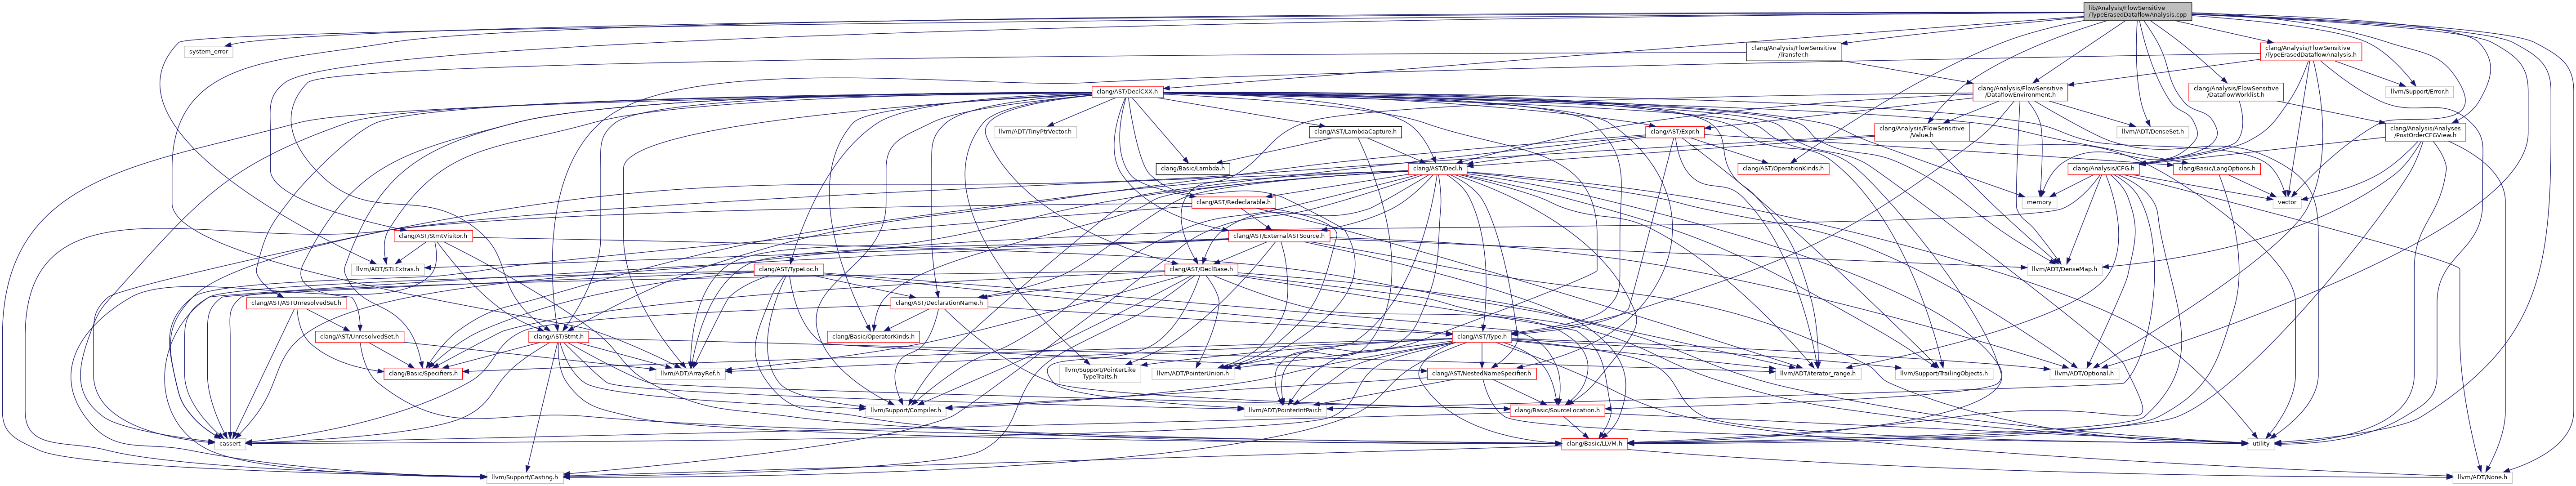 lib/Analysis/FlowSensitive
/TypeErasedDataflowAnalysis.cpp
system_error
clang/Analysis/FlowSensitive
/Transfer.h
clang/Analysis/FlowSensitive
/TypeErasedDataflowAnalysis.h
clang/AST/DeclCXX.h
clang/Analysis/FlowSensitive
/DataflowEnvironment.h
clang/Analysis/FlowSensitive
/DataflowWorklist.h
llvm/Support/Error.h
llvm/ADT/TinyPtrVector.h
clang/AST/LambdaCapture.h
clang/AST/Expr.h
clang/Analysis/FlowSensitive
/Value.h
llvm/ADT/DenseSet.h
clang/Analysis/Analyses
/PostOrderCFGView.h
clang/Basic/Lambda.h
clang/AST/Decl.h
clang/AST/OperationKinds.h
clang/Analysis/CFG.h
clang/Basic/LangOptions.h
clang/AST/Redeclarable.h
memory
vector
clang/AST/StmtVisitor.h
clang/AST/ExternalASTSource.h
llvm/ADT/STLExtras.h
clang/AST/TypeLoc.h
clang/AST/DeclBase.h
llvm/ADT/DenseMap.h
clang/AST/ASTUnresolvedSet.h
clang/AST/DeclarationName.h
clang/AST/UnresolvedSet.h
clang/AST/Stmt.h
clang/Basic/OperatorKinds.h
clang/AST/Type.h
clang/Basic/Specifiers.h
llvm/ADT/ArrayRef.h
llvm/Support/PointerLike
TypeTraits.h
llvm/ADT/PointerUnion.h
clang/AST/NestedNameSpecifier.h
llvm/ADT/iterator_range.h
llvm/Support/TrailingObjects.h
llvm/ADT/Optional.h
llvm/Support/Compiler.h
llvm/ADT/PointerIntPair.h
clang/Basic/SourceLocation.h
cassert
clang/Basic/LLVM.h
utility
llvm/Support/Casting.h
llvm/ADT/None.h